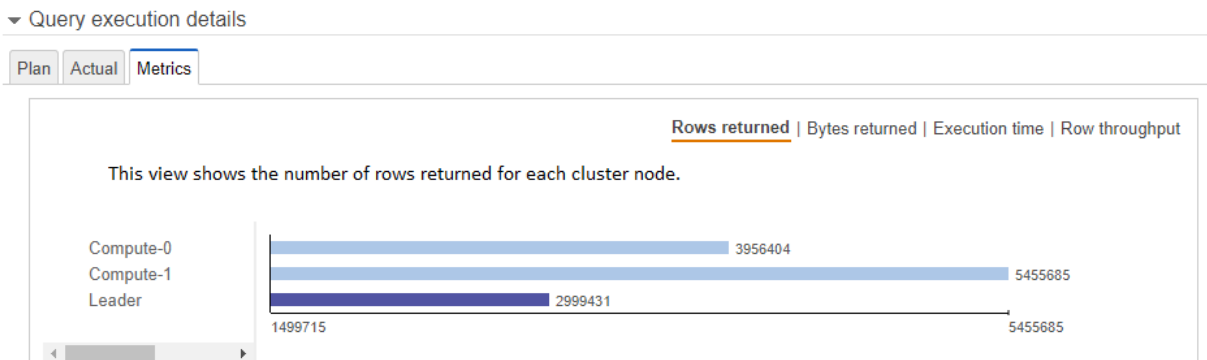 Query execution details
Plan Actual Metrics
Rows returned | Bytes returned | Execution time | Row throughput
This view shows the number of rows returned for each cluster node.
Compute-0 3956404
Compute-1 5455685
Leader 2999431
1499715 5455685